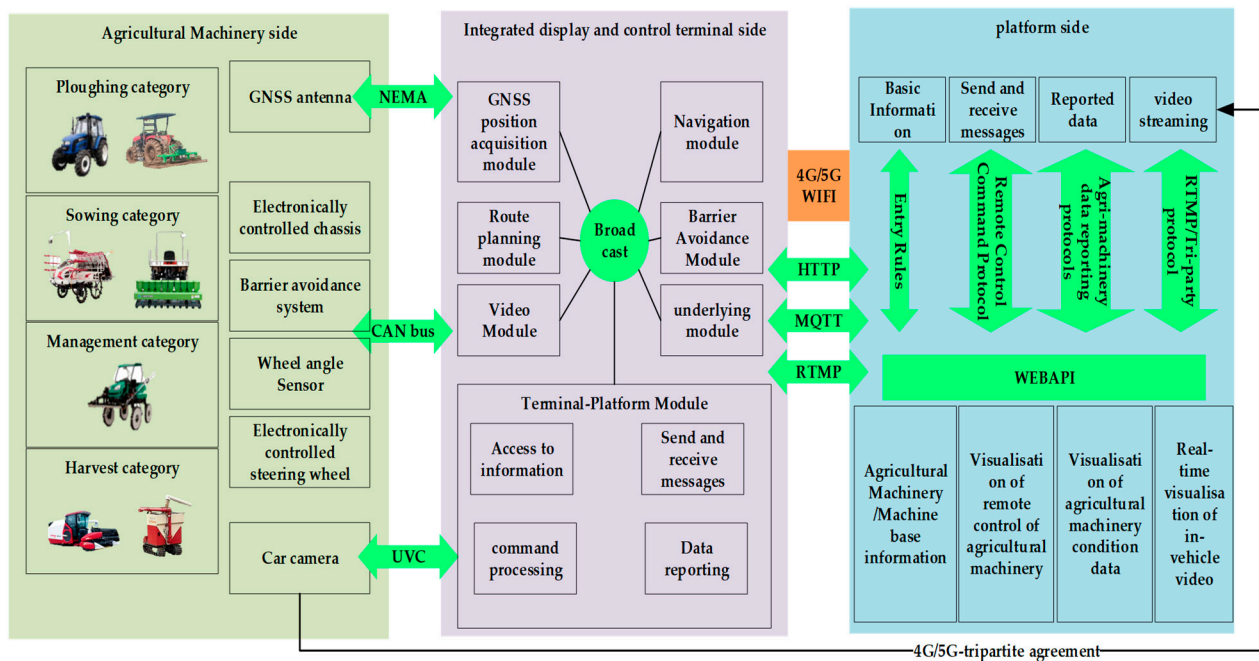 Agricultural Machinery side
Ploughing category
Sowing category
Management category
Harvest category
GNSS antenna
Electronically
controlled chassis
Barrier avoidance
system
Wheel angle
Sensor
Electronically
controlled
steering wheel
Car camera
NEMA
CAN bus
UVC
Integrated display and control terminal side
GNSS
position
acquisition
module
Route
planning
module
Video
Module
Broad
cast
Navigation
module
Barrier
Avoidance
Module
underlying
module
Terminal-Platform Module
Access to
information
Send and
receive
messages
command
processing
Data
reporting
4G/5G
WIFI
HTTP
MQTT
RTMP
platform side
Basic
Informati
on
Send and
receive
messages
Reported
data
video
streaming
Entry Rules
Remote Control
Command Protocol
Agri-machinery
data reporting
protocols
RTMP/Tri-party
protocol
WEBAPI
Agricultural
Machinery
/Machine
base
information
Visualisati
on of
remote
control of
agricultural
machinery
Visualisati
on of
agricultural
machinery
condition
data
Real-
time
visualisa
tion of
in-
vehicle
video
4G/5G-tripartite agreement